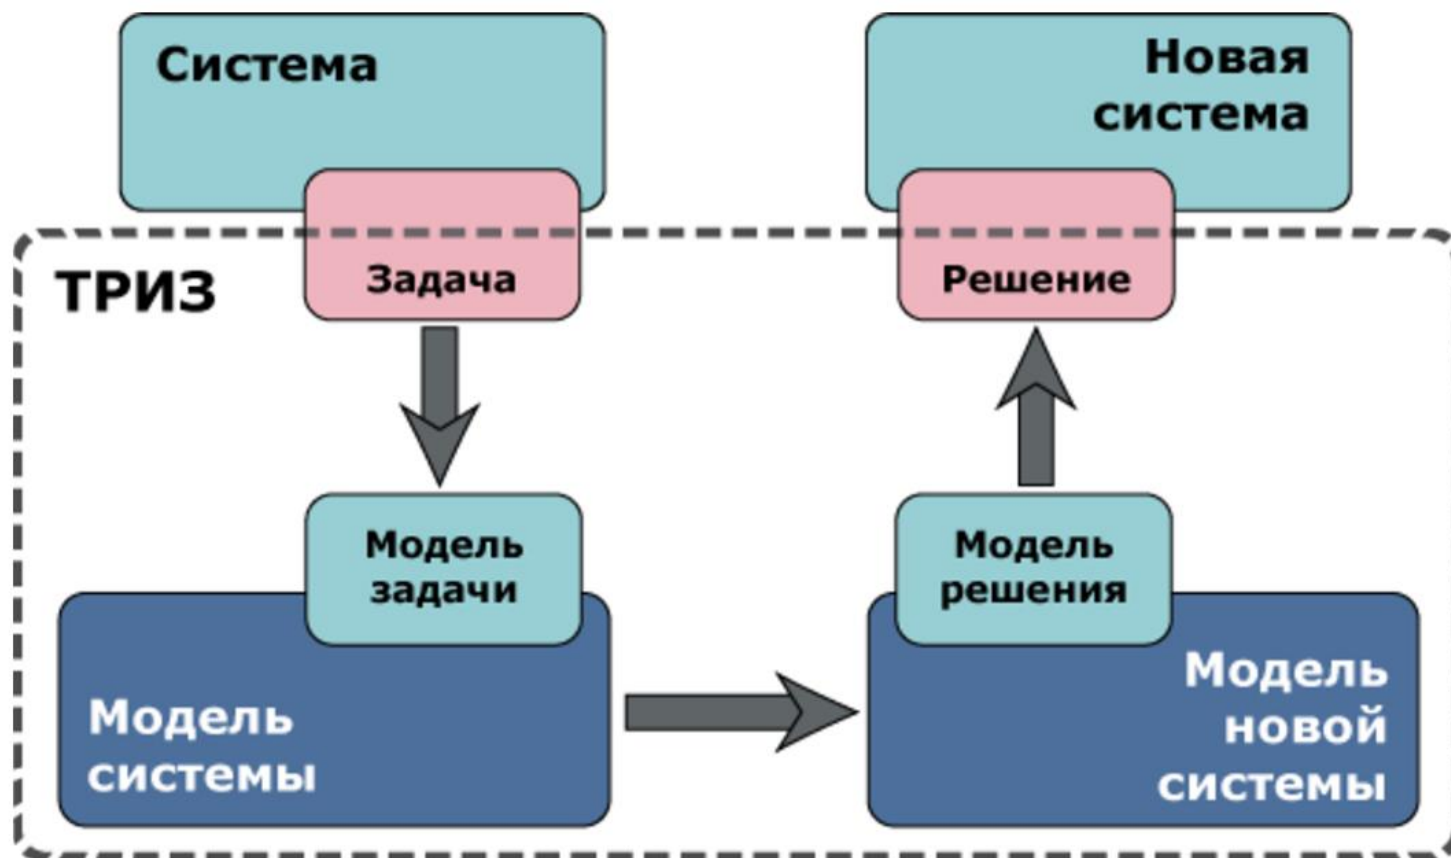 Система
Новая
система
ТРИЗ
Задача
Решение
Модель
задачи
Модель
решения
Модель
системы
Модель
новой
системы